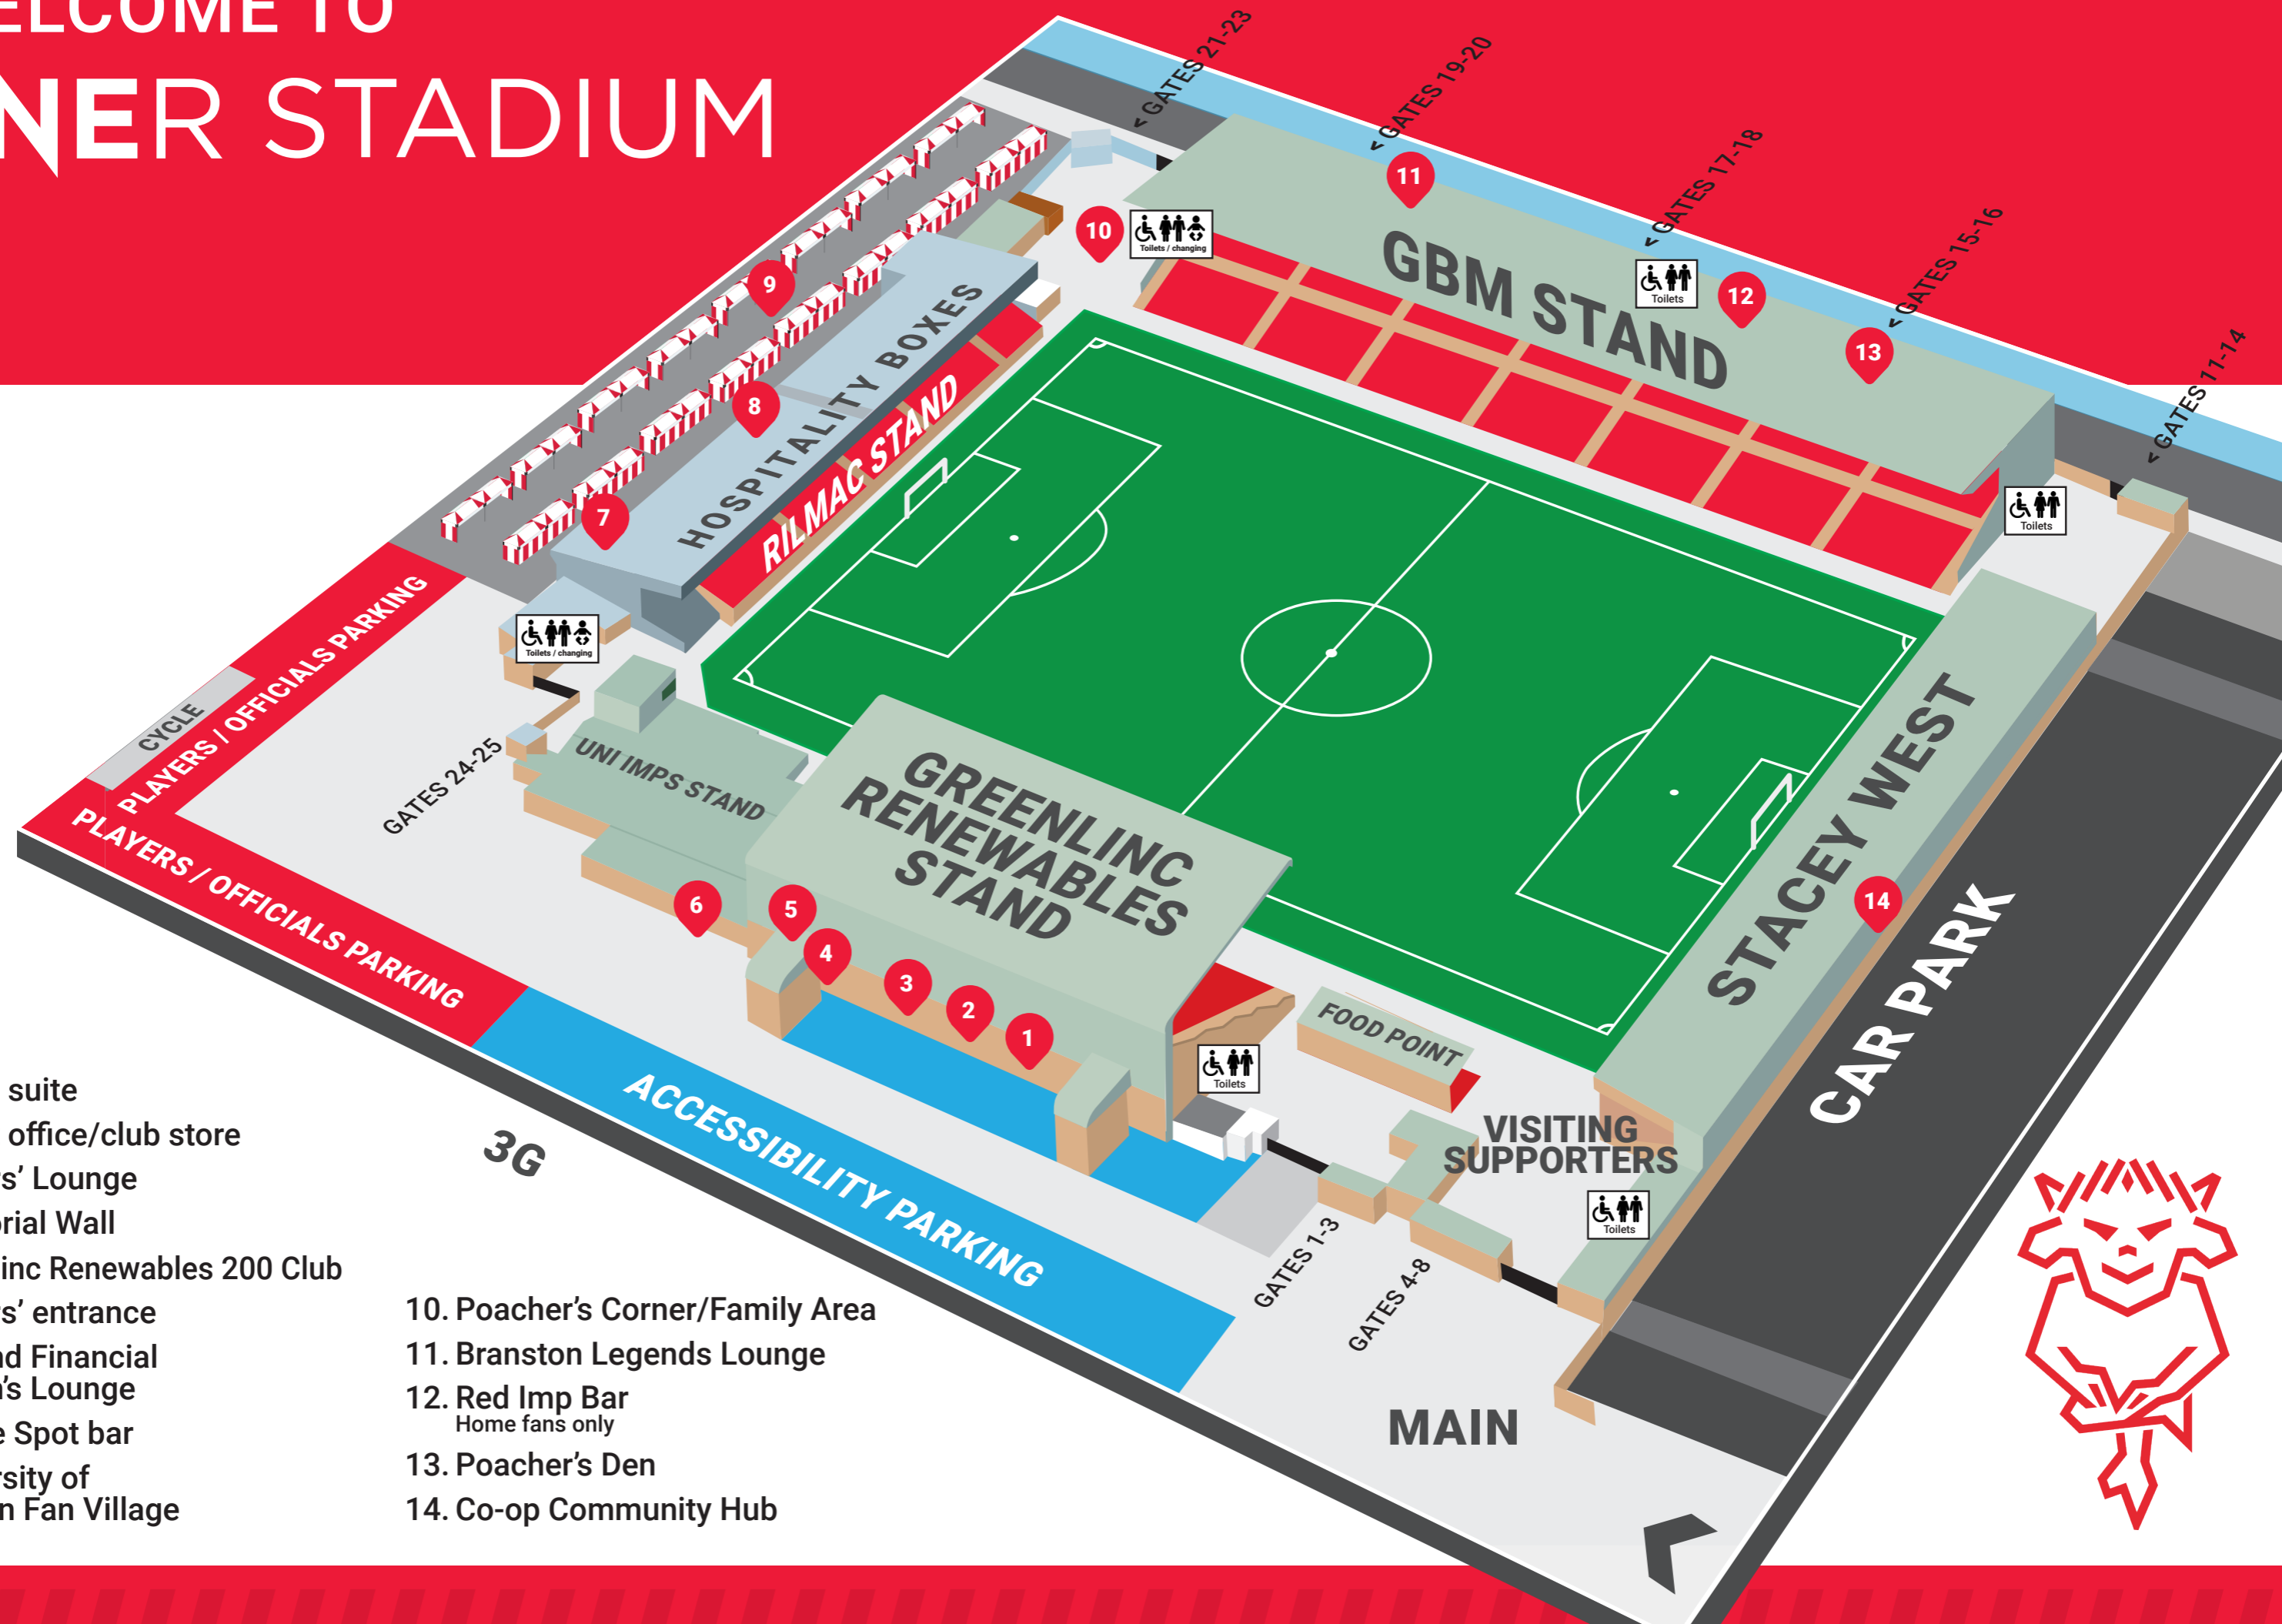 ELCOME TO
NER STADIUM
GATES 21-23
GATES 19-20
GATES 17-18
GATES 15-16
GATES 11-14
11
10
Toilets / changing
GBM STAND
Toilets
12
13
9
8
7
HOSPITALITY BOXES
RILMAC STAND
Toilets
Toilets / changing
PLAYERS / OFFICIALS PARKING
CYCLE
PLAYERS / OFFICIALS PARKING
GATES 24-25
UNI IMPS STAND
GREENLINC
RENEWABLES
STAND
STACEY WEST
14
CAR PARK
6
5
4
3
2
1
Toilets
FOOD POINT
VISITING
SUPPORTERS
Toilets
ACCESSIBILITY PARKING
3G
GATES 1-3
GATES 4-8
MAIN
suite
office/club store
s' Lounge
rial Wall
inc Renewables 200 Club
s' entrance
nd Financial
's Lounge
e Spot bar
rsity of
n Fan Village
10. Poacher's Corner/Family Area
11. Branston Legends Lounge
12. Red Imp Bar
Home fans only
13. Poacher's Den
14. Co-op Community Hub